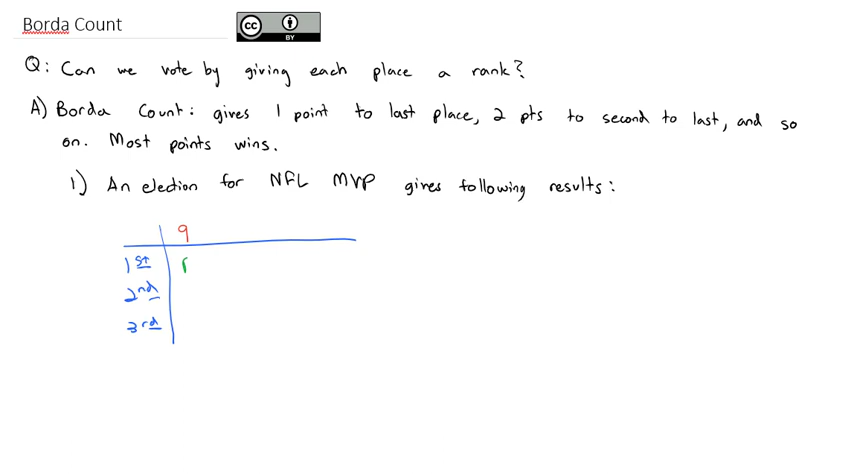 Borda Count
CC BY
Q: Can we vote by giving each place a rank?
A) Borda Count: gives 1 point to last place, 2 pts to second to last, and so
on. Most points wins.
1) An election for NFL MVP gives following results:
9
1st
2nd
3rd